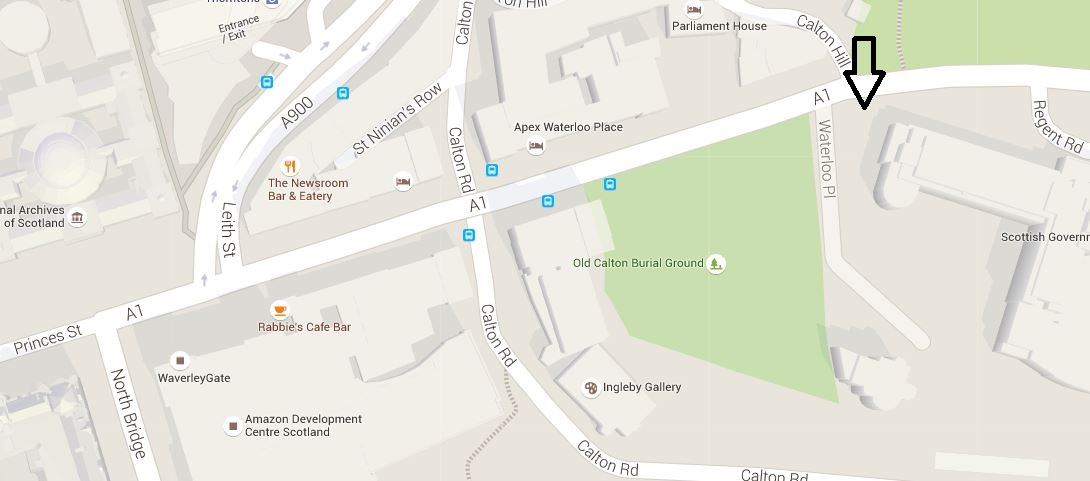 Entrance
/ Exit
Calton
Parliament House
Calton Hill
A900
St Ninian's Row
Apex Waterloo Place
A1
Calton Rd
Waterloo Pl
Regent Rd
The Newsroom
Bar & Eatery
nal Archives
of Scotland
Leith St
A1
Scottish Governm
Old Calton Burial Ground
Princes St
A1
Rabbie's Cafe Bar
Calton Rd
WaverleyGate
North Bridge
Ingleby Gallery
Amazon Development
Centre Scotland
Calton Rd
Calton Rd